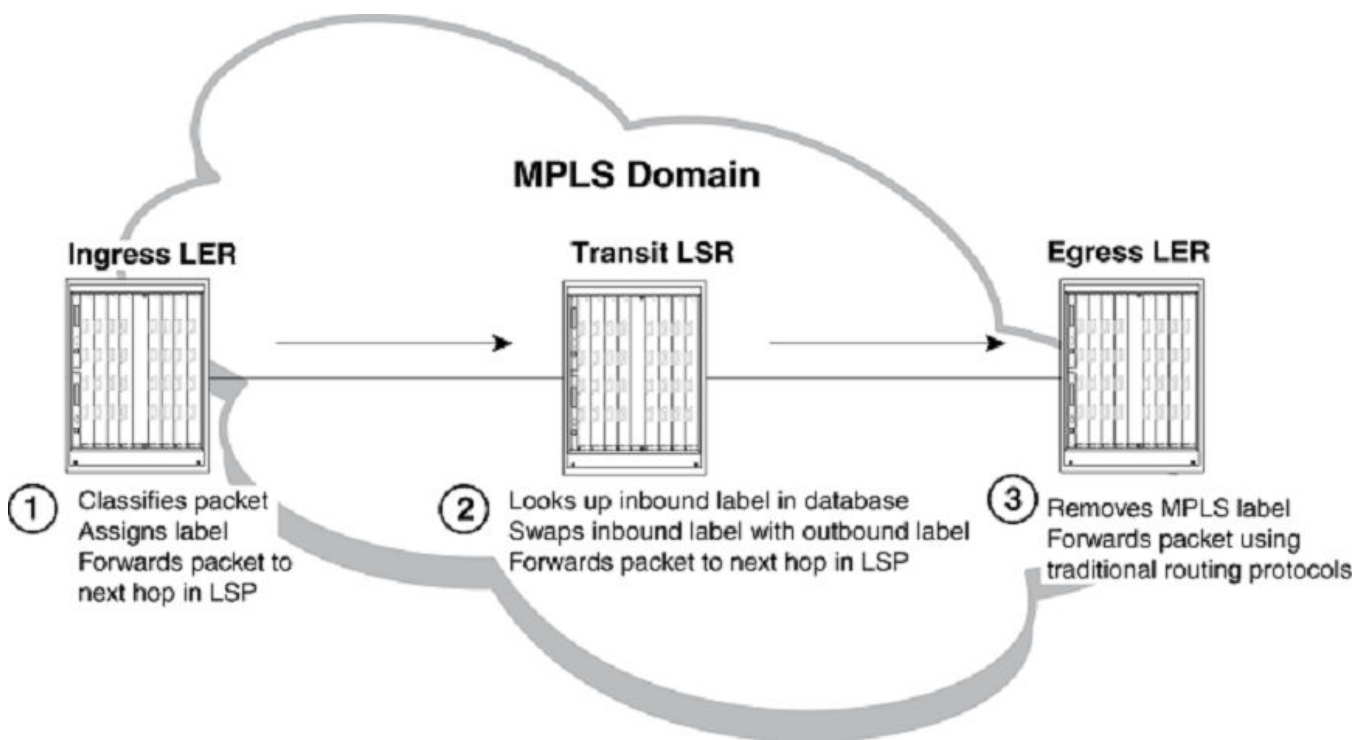 MPLS Domain
Ingress LER
Transit LSR
Egress LER
1
Classifies packet
Assigns label
Forwards packet to
next hop in LSP
2
Looks up inbound label in database
Swaps inbound label with outbound label
Forwards packet to next hop in LSP
3
Removes MPLS label
Forwards packet using
traditional routing protocols